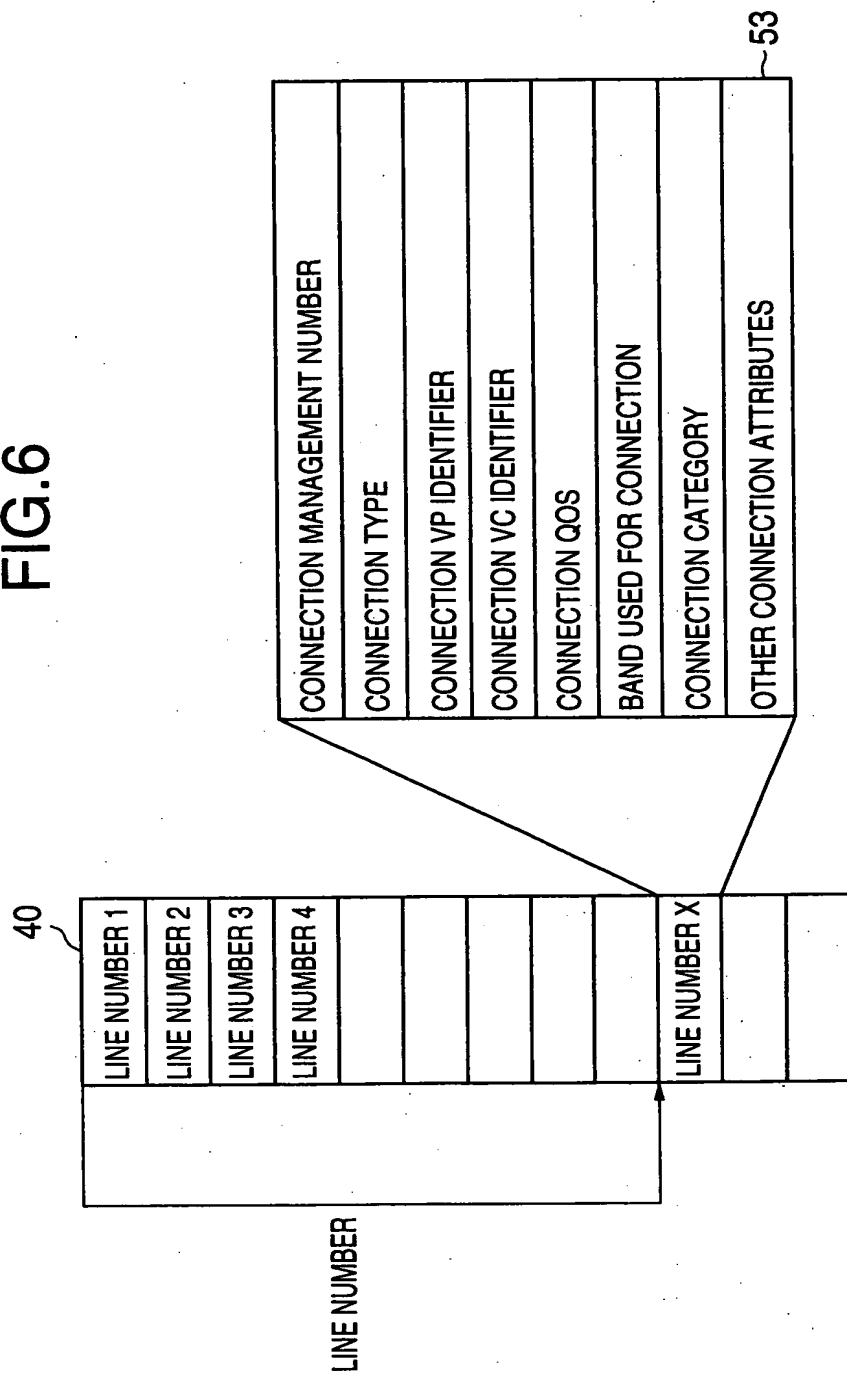 FIG.6
40
LINE NUMBER 1
LINE NUMBER 2
LINE NUMBER 3
LINE NUMBER 4
LINE NUMBER X
LINE NUMBER
CONNECTION MANAGEMENT NUMBER
CONNECTION TYPE
CONNECTION VP IDENTIFIER
CONNECTION VC IDENTIFIER
CONNECTION QOS
BAND USED FOR CONNECTION
CONNECTION CATEGORY
OTHER CONNECTION ATTRIBUTES
53